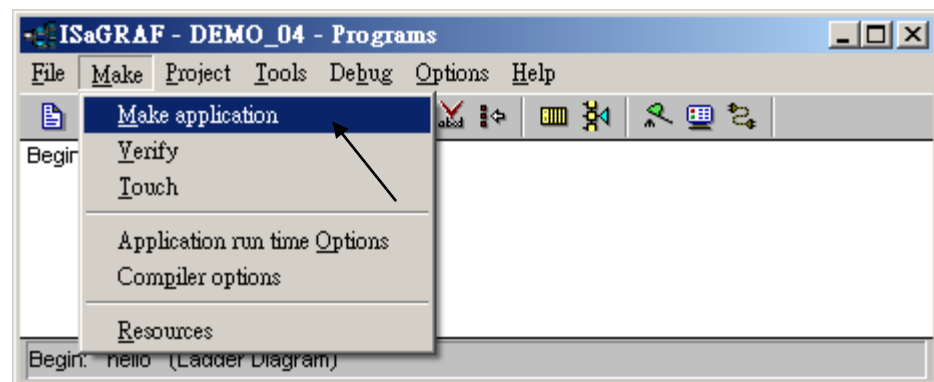 ISaGRAF - DEMO_04 - Programs
File Make Project Tools Debug Options Help
Make application
Begin
Verify
Touch
Application run time Options
Compiler options
Resources
Begin: hello (Ladder Diagram)